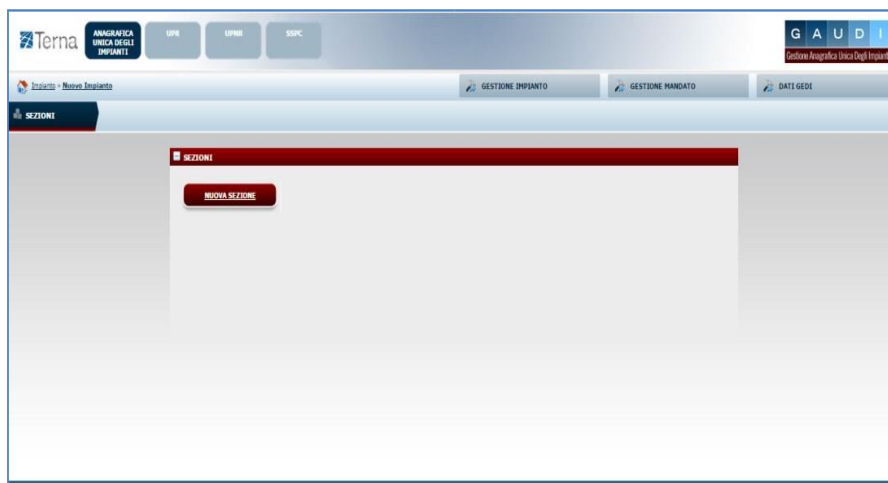 Terna
ANAGRAFICA
UNICA DEGLI
IMPIANTI
UPR
UPNR
SSPC
G A U D I
Gestione Anagrafica Unica Degli Impianti
Impianto » Nuovo Impianto
GESTIONE IMPIANTO
GESTIONE MANDATO
DATI GEDI
SEZIONI
SEZIONI
NUOVA SEZIONE